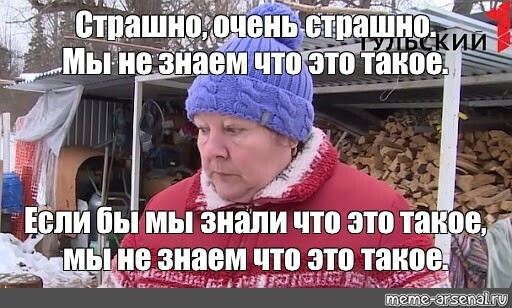 Страшно, очень страшно.
ТУЛЬСКИЙ 1
Мы не знаем что это такое.
Если бы мы знали что это такое,
мы не знаем что это такое.
meme-arsenal.ru